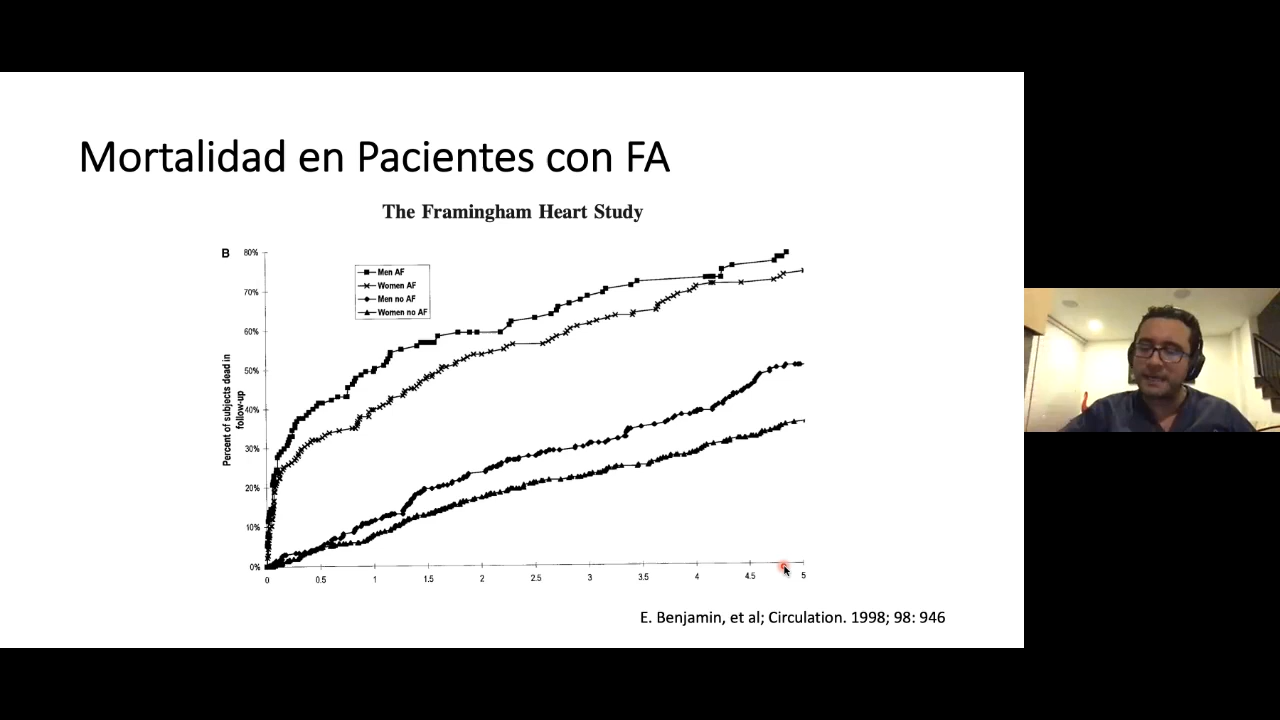 Mortalidad en Pacientes con FA
The Framingham Heart Study
B
80%
70%
60%
50%
40%
30%
20%
10%
0%
Percent of subjects dead in
follow-up
Men AF
Women AF
Men no AF
Women no AF
0 0.5 1 1.5 2 2.5 3 3.5 4 4.5 5
E. Benjamin, et al; Circulation. 1998; 98: 946